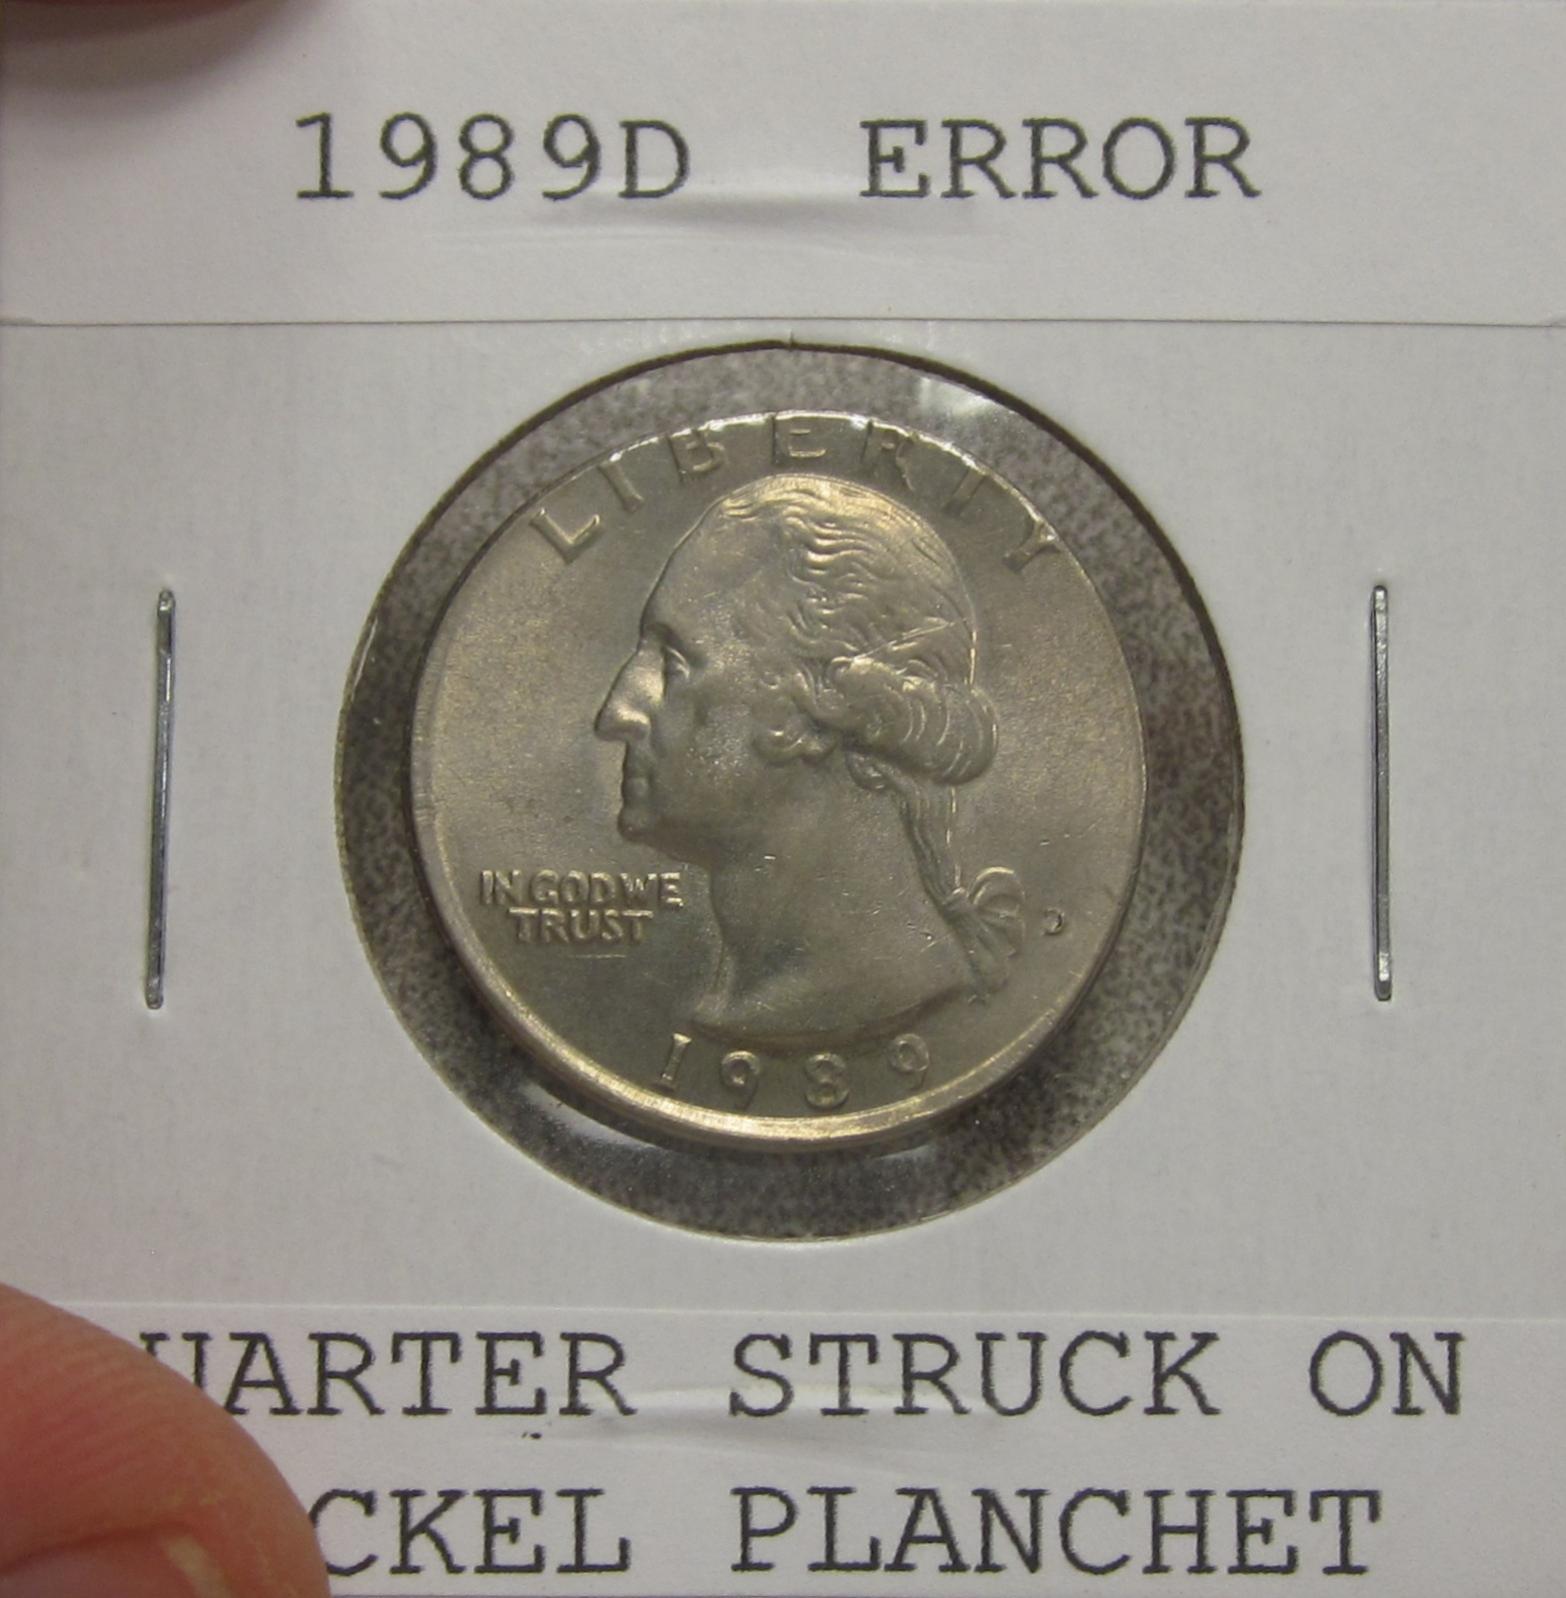 1989D ERROR
LIBERTY
IN GOD WE
TRUST
D
1989
UARTER STRUCK ON
CKEL PLANCHET